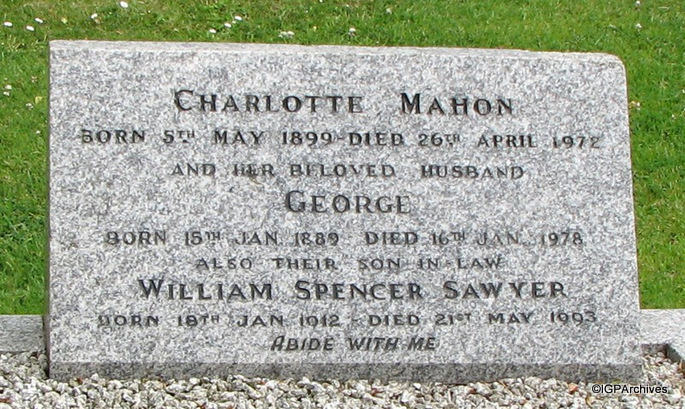 CHARLOTTE MAHON
BORN 5TH MAY 1899-DIED 26TH APRIL 1972
AND HER BELOVED HUSBAND
GEORGE
BORN 15TH JAN 1889 DIED 16TH JAN. 1978
ALSO THEIR SON IN LAW
WILLIAM SPENCER SAWYER
BORN 18TH JAN 1912 - DIED 21ST MAY 1993
ABIDE WITH ME
©IGPArchives